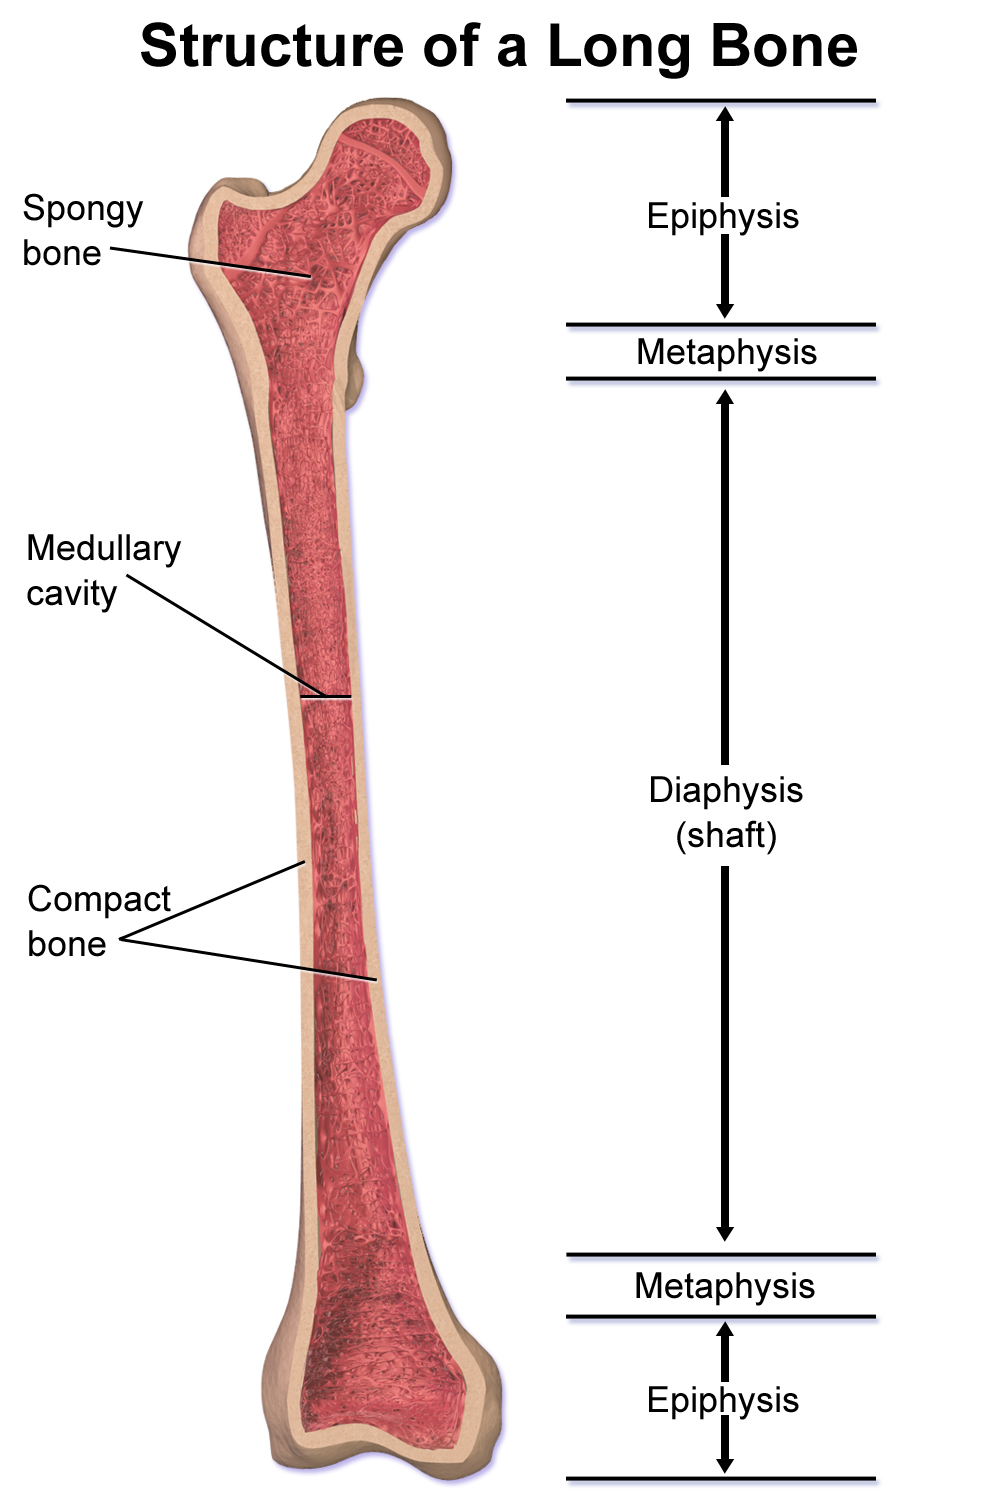 Structure of a Long Bone
Spongy
bone
Medullary
cavity
Compact
bone
Epiphysis
Metaphysis
Diaphysis
(shaft)
Metaphysis
Epiphysis